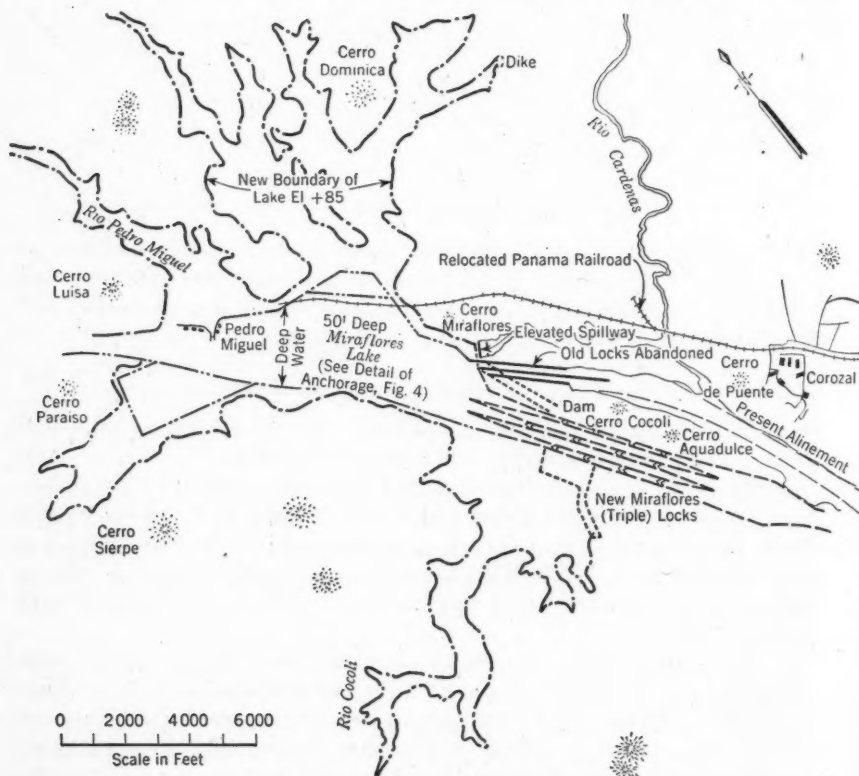 Cerro
Dominica
Dike
Rio Cardenas
New Boundary of
Lake El +85
Rio Pedro Miguel
Relocated Panama Railroad
Cerro
Luisa
Cerro
Miraflores
Elevated Spillway
Pedro
Miguel
Deep
Water
50' Deep
Miraflores
Lake
(See Detail of
Anchorage, Fig. 4)
Old Locks Abandoned
Cerro
de Puente
Corozal
Cerro
Paraiso
Dam
Cerro Cocoli
Cerro
Aquadulce
Present Alinement
New Miraflores
(Triple) Locks
Cerro
Sierpe
Rio Cocoli
0 2000 4000 6000
Scale in Feet